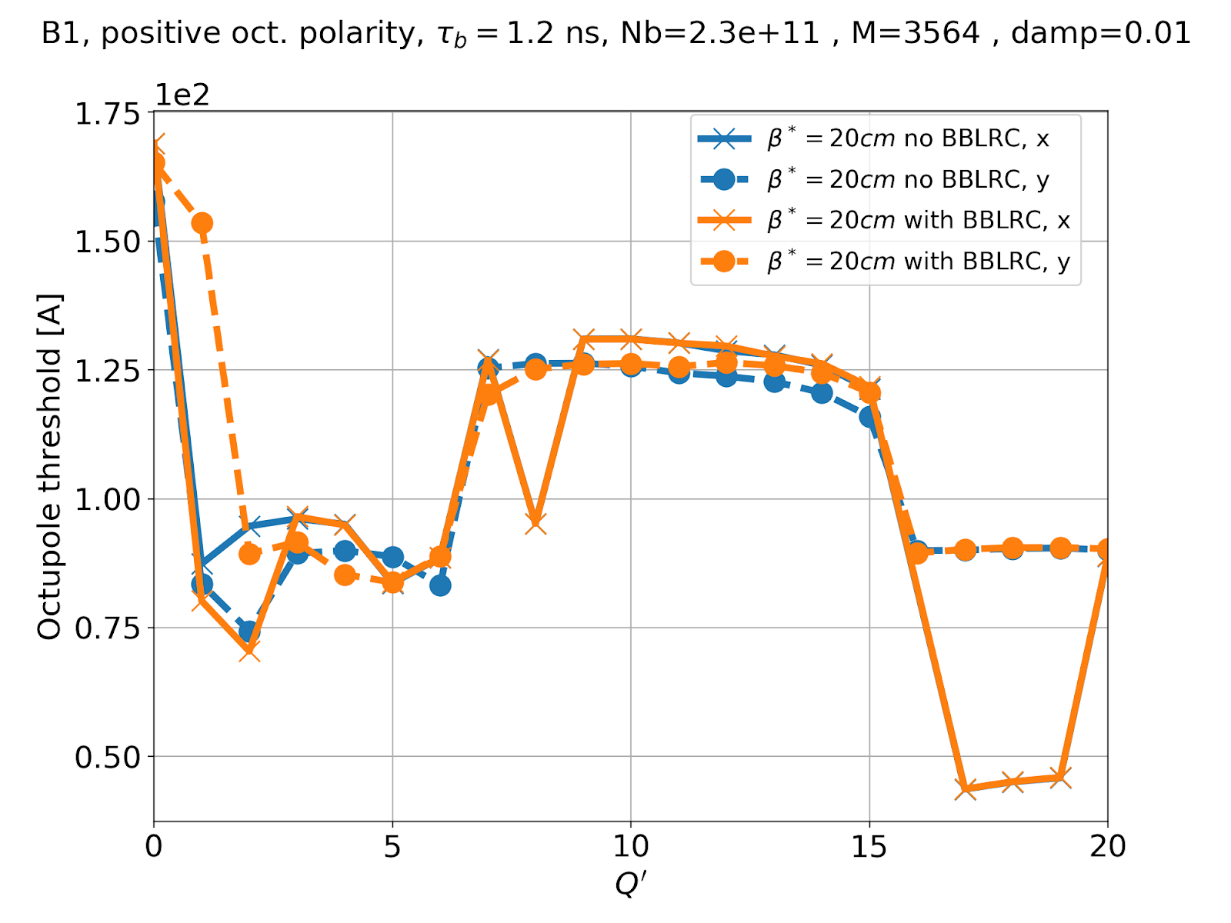 B1, positive oct. polarity, τ_b = 1.2 ns, Nb=2.3e+11 , M=3564 , damp=0.01
1e2
1.75
1.50
1.25
1.00
0.75
0.50
Octupole threshold [A]
β* = 20cm no BBLRC, x
β* = 20cm no BBLRC, y
β* = 20cm with BBLRC, x
β* = 20cm with BBLRC, y
0 5 10 15 20
Q′